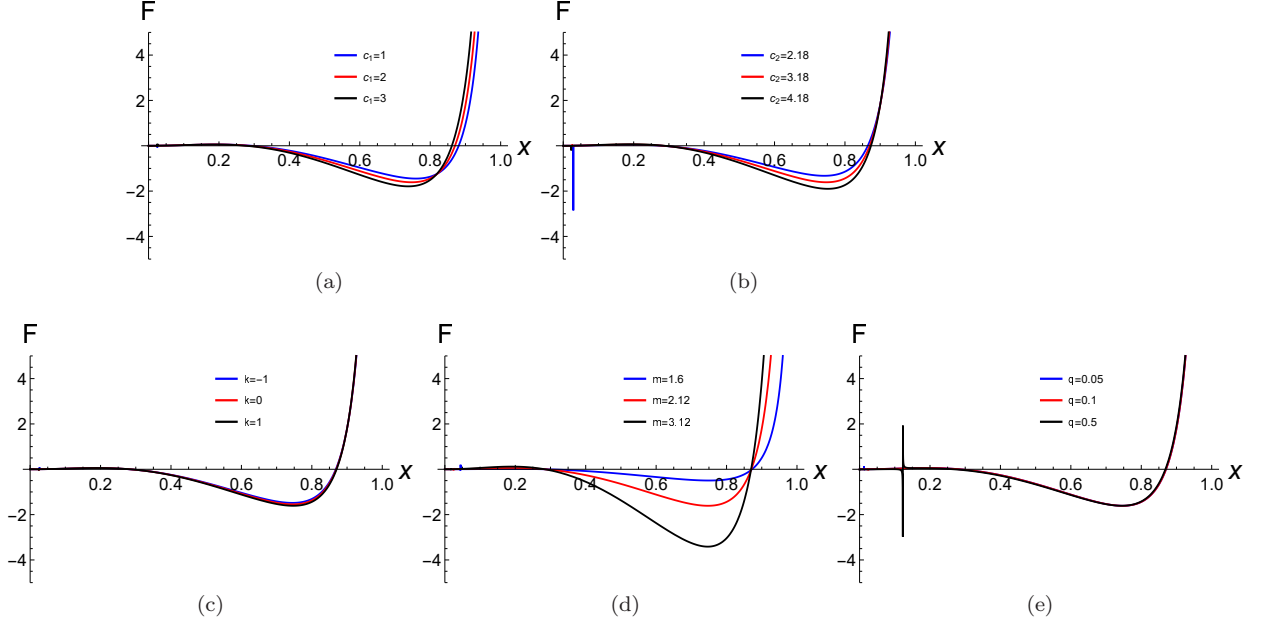 F
4
2
-2
-4
0.2 0.4 0.6 0.8 1.0
x
c₁=1
c₁=2
c₁=3
(a)
F
4
2
-2
-4
0.2 0.4 0.6 0.8 1.0
x
c₂=2.18
c₂=3.18
c₂=4.18
(b)
F
4
2
-2
-4
0.2 0.4 0.6 0.8 1.0
x
k=-1
k=0
k=1
(c)
F
4
2
-2
-4
0.2 0.4 0.6 0.8 1.0
x
m=1.6
m=2.12
m=3.12
(d)
F
4
2
-2
-4
0.2 0.4 0.6 0.8 1.0
x
q=0.05
q=0.1
q=0.5
(e)